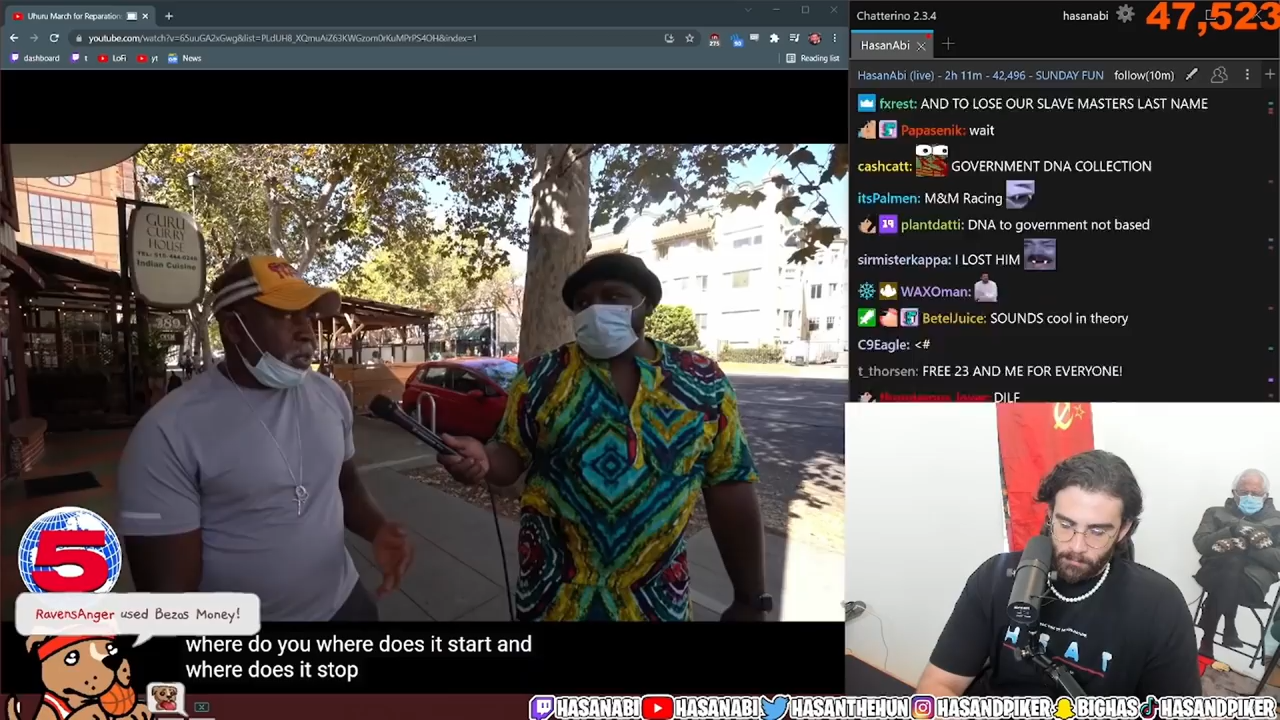 Uhuru March for Reparation
youtube.com/watch?v=65uuGA2xGwg&list=PLdUH8_XQmuAiZ63KWGzom0rKuMPrPS4OH&index=1
dashboard
t
LoFi
yt
News
Reading list
GURU
CURRY
HOUSE
Indian Cuisine
5
RavensAnger used Bezos Money!
where do you where does it start and
where does it stop
Chatterino 2.3.4
hasanabi
47,523
HasanAbi
HasanAbi (live) - 2h 11m - 42,496 - SUNDAY FUN
follow(10m)
fxrest: AND TO LOSE OUR SLAVE MASTERS LAST NAME
Papasenik: wait
cashcatt: GOVERNMENT DNA COLLECTION
itsPalmen: M&M Racing
19 plantdatti: DNA to government not based
sirmisterkappa: I LOST HIM
WAXOman:
BetelJuice: SOUNDS cool in theory
C9Eagle: <#
t_thorsen: FREE 23 AND ME FOR EVERYONE!
DILF
HASANABI
HASANABI
HASANTHEHUN
HASANDPIKER
BIGHAS
HASANDPIKER